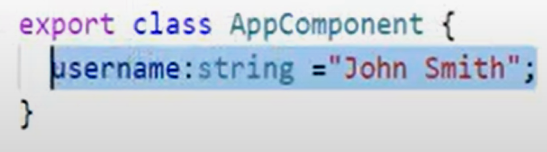 export class AppComponent {
username:string ="John Smith";
}